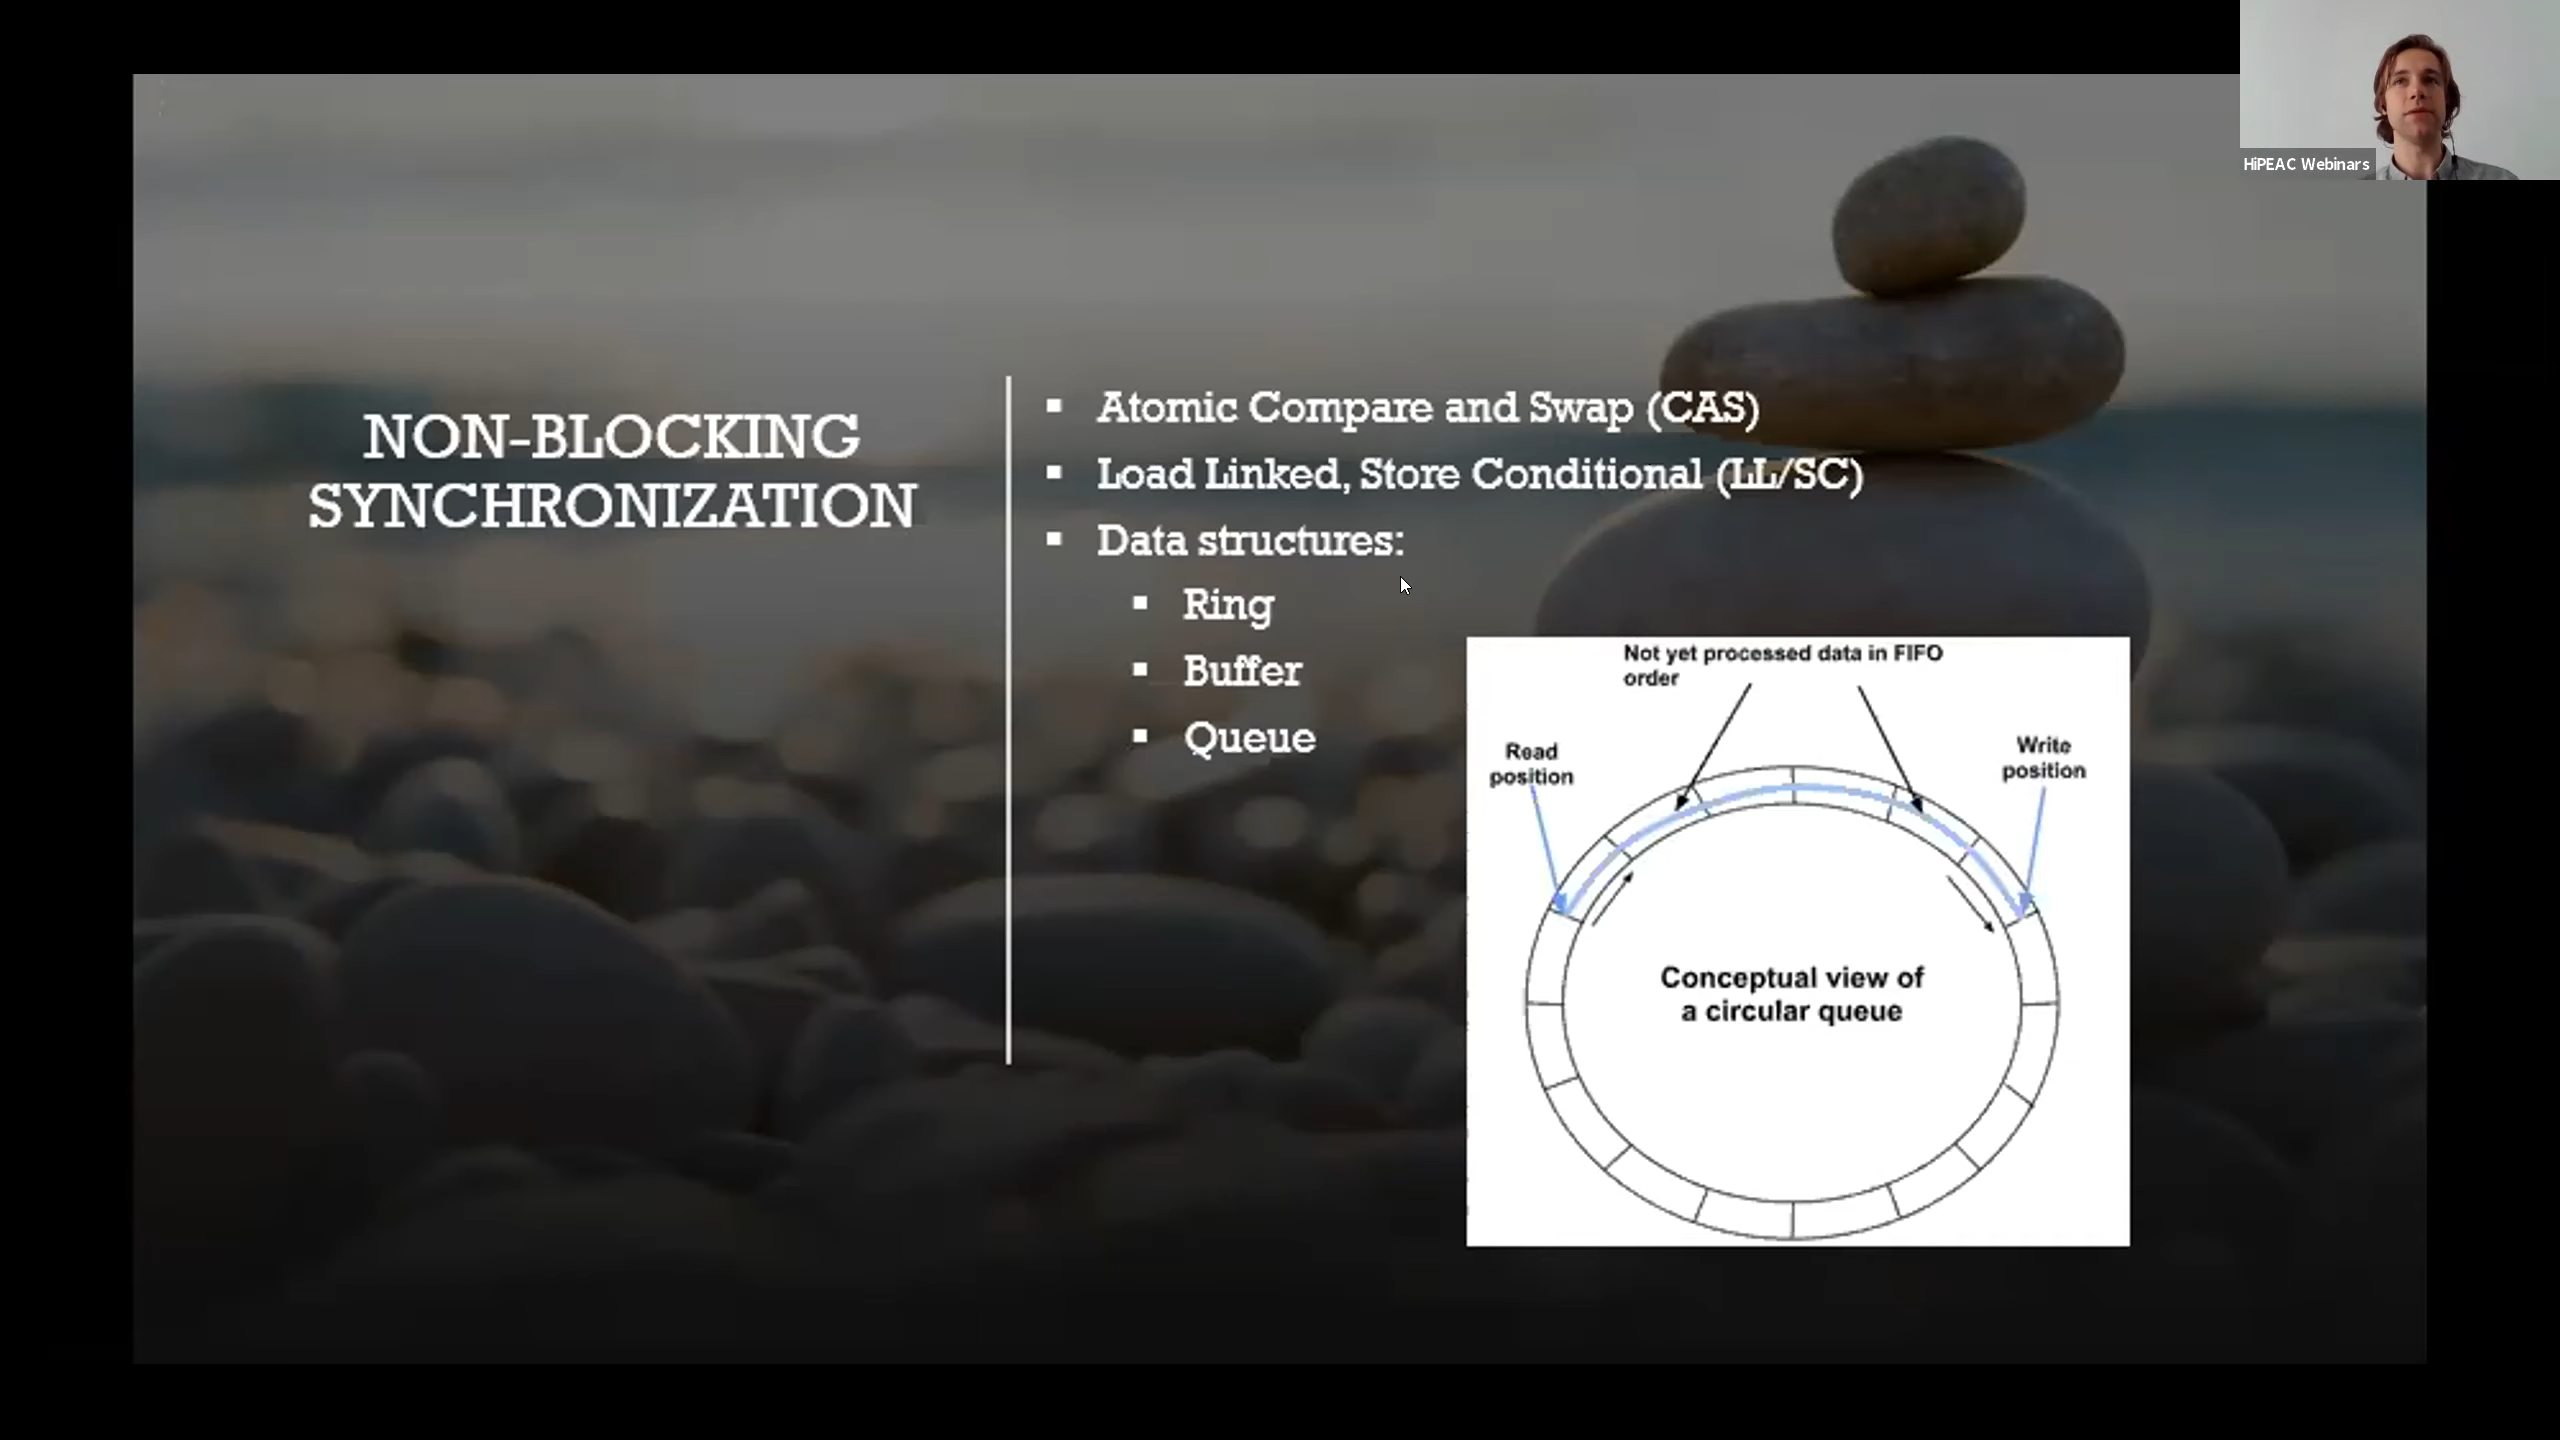 HiPEAC Webinars
NON-BLOCKING
SYNCHRONIZATION
Atomic Compare and Swap (CAS)
Load Linked, Store Conditional (LL/SC)
Data structures:
Ring
Buffer
Queue
Not yet processed data in FIFO
order
Read
position
Write
position
Conceptual view of
a circular queue